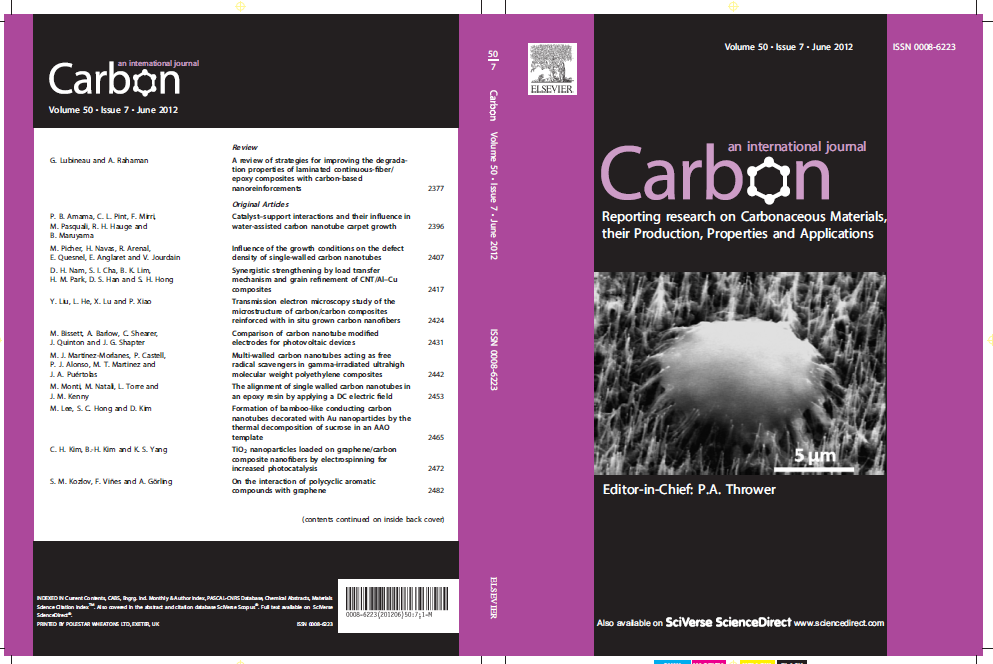 an international journal
Carbon
Volume 50 • Issue 7 • June 2012
Review
G. Lubineau and A. Rahaman
A review of strategies for improving the degrada-
tion properties of laminated continuous-fiber/
epoxy composites with carbon-based
nanoreinforcements 2377
Original Articles
P. B. Amama, C. L. Pint, F. Mirri,
M. Pasquali, R. H. Hauge and
B. Maruyama
Catalyst–support interactions and their influence in
water-assisted carbon nanotube carpet growth 2396
M. Picher, H. Navas, R. Arenal,
E. Quesnel, E. Anglaret and V. Jourdain
Influence of the growth conditions on the defect
density of single-walled carbon nanotubes 2407
D. H. Nam, S. I. Cha, B. K. Lim,
H. M. Park, D. S. Han and S. H. Hong
Synergistic strengthening by load transfer
mechanism and grain refinement of CNT/Al–Cu
composites 2417
Y. Liu, L. He, X. Lu and P. Xiao
Transmission electron microscopy study of the
microstructure of carbon/carbon composites
reinforced with in situ grown carbon nanofibers 2424
M. Bissett, A. Barlow, C. Shearer,
J. Quinton and J. G. Shapter
Comparison of carbon nanotube modified
electrodes for photovoltaic devices 2431
M. J. Martínez-Morlanes, P. Castell,
P. J. Alonso, M. T. Martinez and
J. A. Puértolas
Multi-walled carbon nanotubes acting as free
radical scavengers in gamma-irradiated ultrahigh
molecular weight polyethylene composites 2442
M. Monti, M. Natali, L. Torre and
J. M. Kenny
The alignment of single walled carbon nanotubes in
an epoxy resin by applying a DC electric field 2453
M. Lee, S. C. Hong and D. Kim
Formation of bamboo-like conducting carbon
nanotubes decorated with Au nanoparticles by the
thermal decomposition of sucrose in an AAO
template 2465
C. H. Kim, B.-H. Kim and K. S. Yang
TiO2 nanoparticles loaded on graphene/carbon
composite nanofibers by electrospinning for
increased photocatalysis 2472
S. M. Kozlov, F. Viñes and A. Görling
On the interaction of polycyclic aromatic
compounds with graphene 2482
(contents continued on inside back cover)
INDEXED IN Current Contents, CABS, Engng. Ind. Monthly & Author Index, PASCAL-CNRS Database, Chemical Abstracts, Materials
Science Citation Index™. Also covered in the abstract and citation database SciVerse Scopus®. Full text available on SciVerse
ScienceDirect®.
PRINTED BY POLESTAR WHEATONS LTD, EXETER, UK ISSN 0008-6223
0008-6223(201206)50:7;1-M
50
7
Carbon Volume 50 • Issue 7 • June 2012
ISSN 0008-6223
ELSEVIER
ELSEVIER
Volume 50 • Issue 7 • June 2012
ISSN 0008-6223
an international journal
Carbon
Reporting research on Carbonaceous Materials,
their Production, Properties and Applications
5 µm
Editor-in-Chief: P.A. Thrower
Also available on SciVerse ScienceDirect www.sciencedirect.com